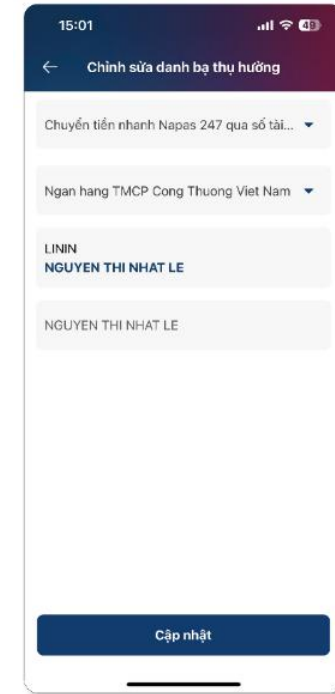 15:01
49
Chỉnh sửa danh bạ thụ hưởng
Chuyển tiền nhanh Napas 247 qua số tài...
Ngan hang TMCP Cong Thuong Viet Nam
LININ
NGUYEN THI NHAT LE
NGUYEN THI NHAT LE
Cập nhật